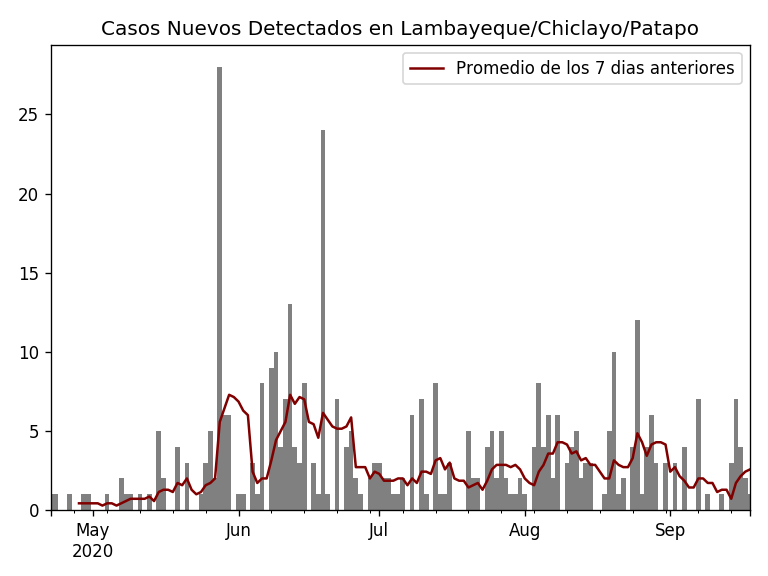 Casos Nuevos Detectados en Lambayeque/Chiclayo/Patapo
Promedio de los 7 dias anteriores
25
20
15
10
5
0
May Jun Jul Aug Sep
2020